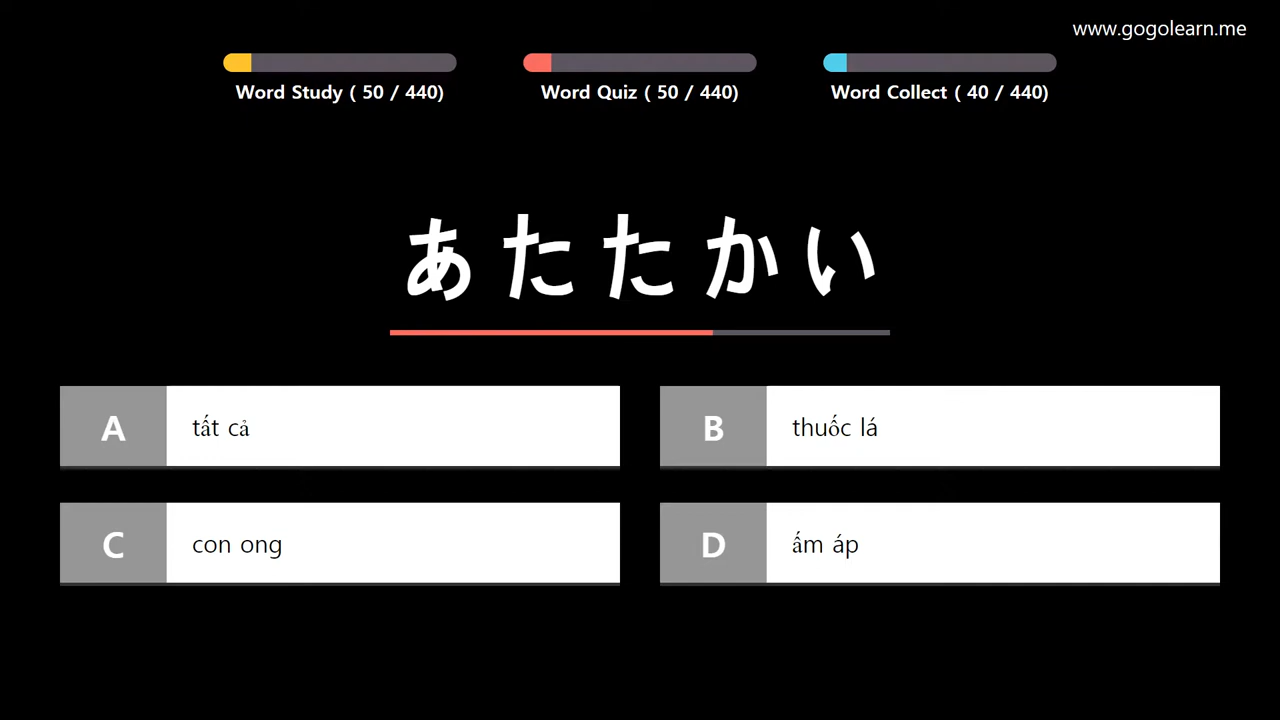 www.gogolearn.me
Word Study ( 50 / 440)
Word Quiz ( 50 / 440)
Word Collect ( 40 / 440)
あたたかい
A tất cả
B thuốc lá
C con ong
D ấm áp